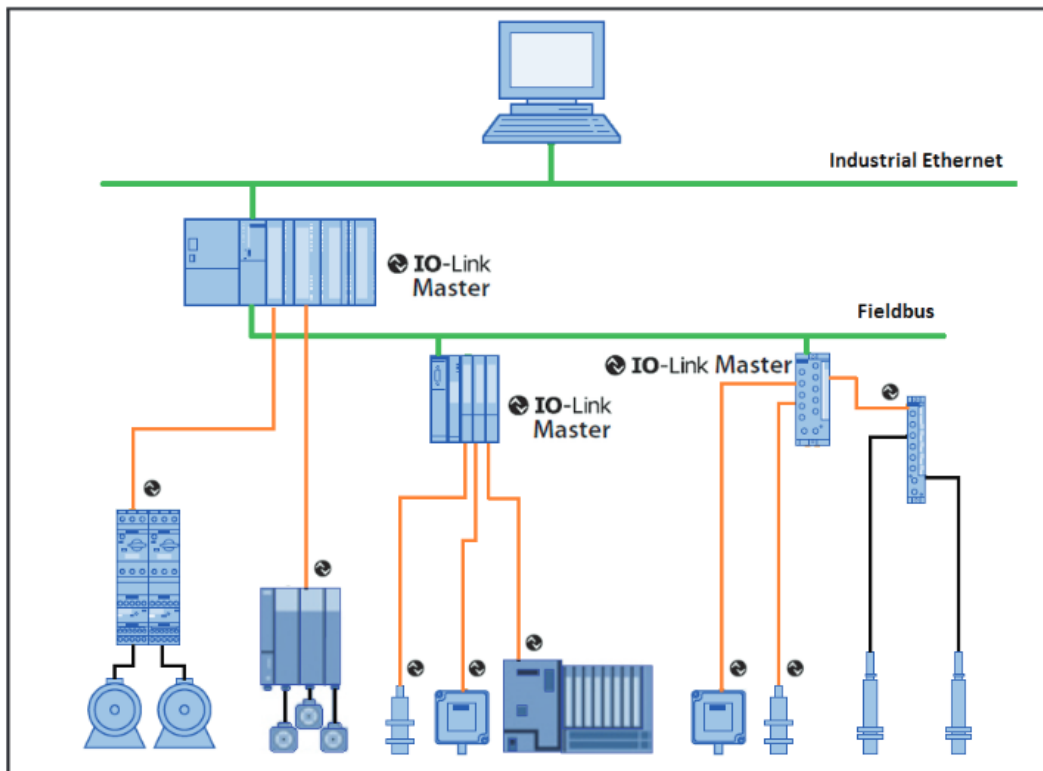 Industrial Ethernet
IO-Link
Master
Fieldbus
IO-Link Master
IO-Link
Master